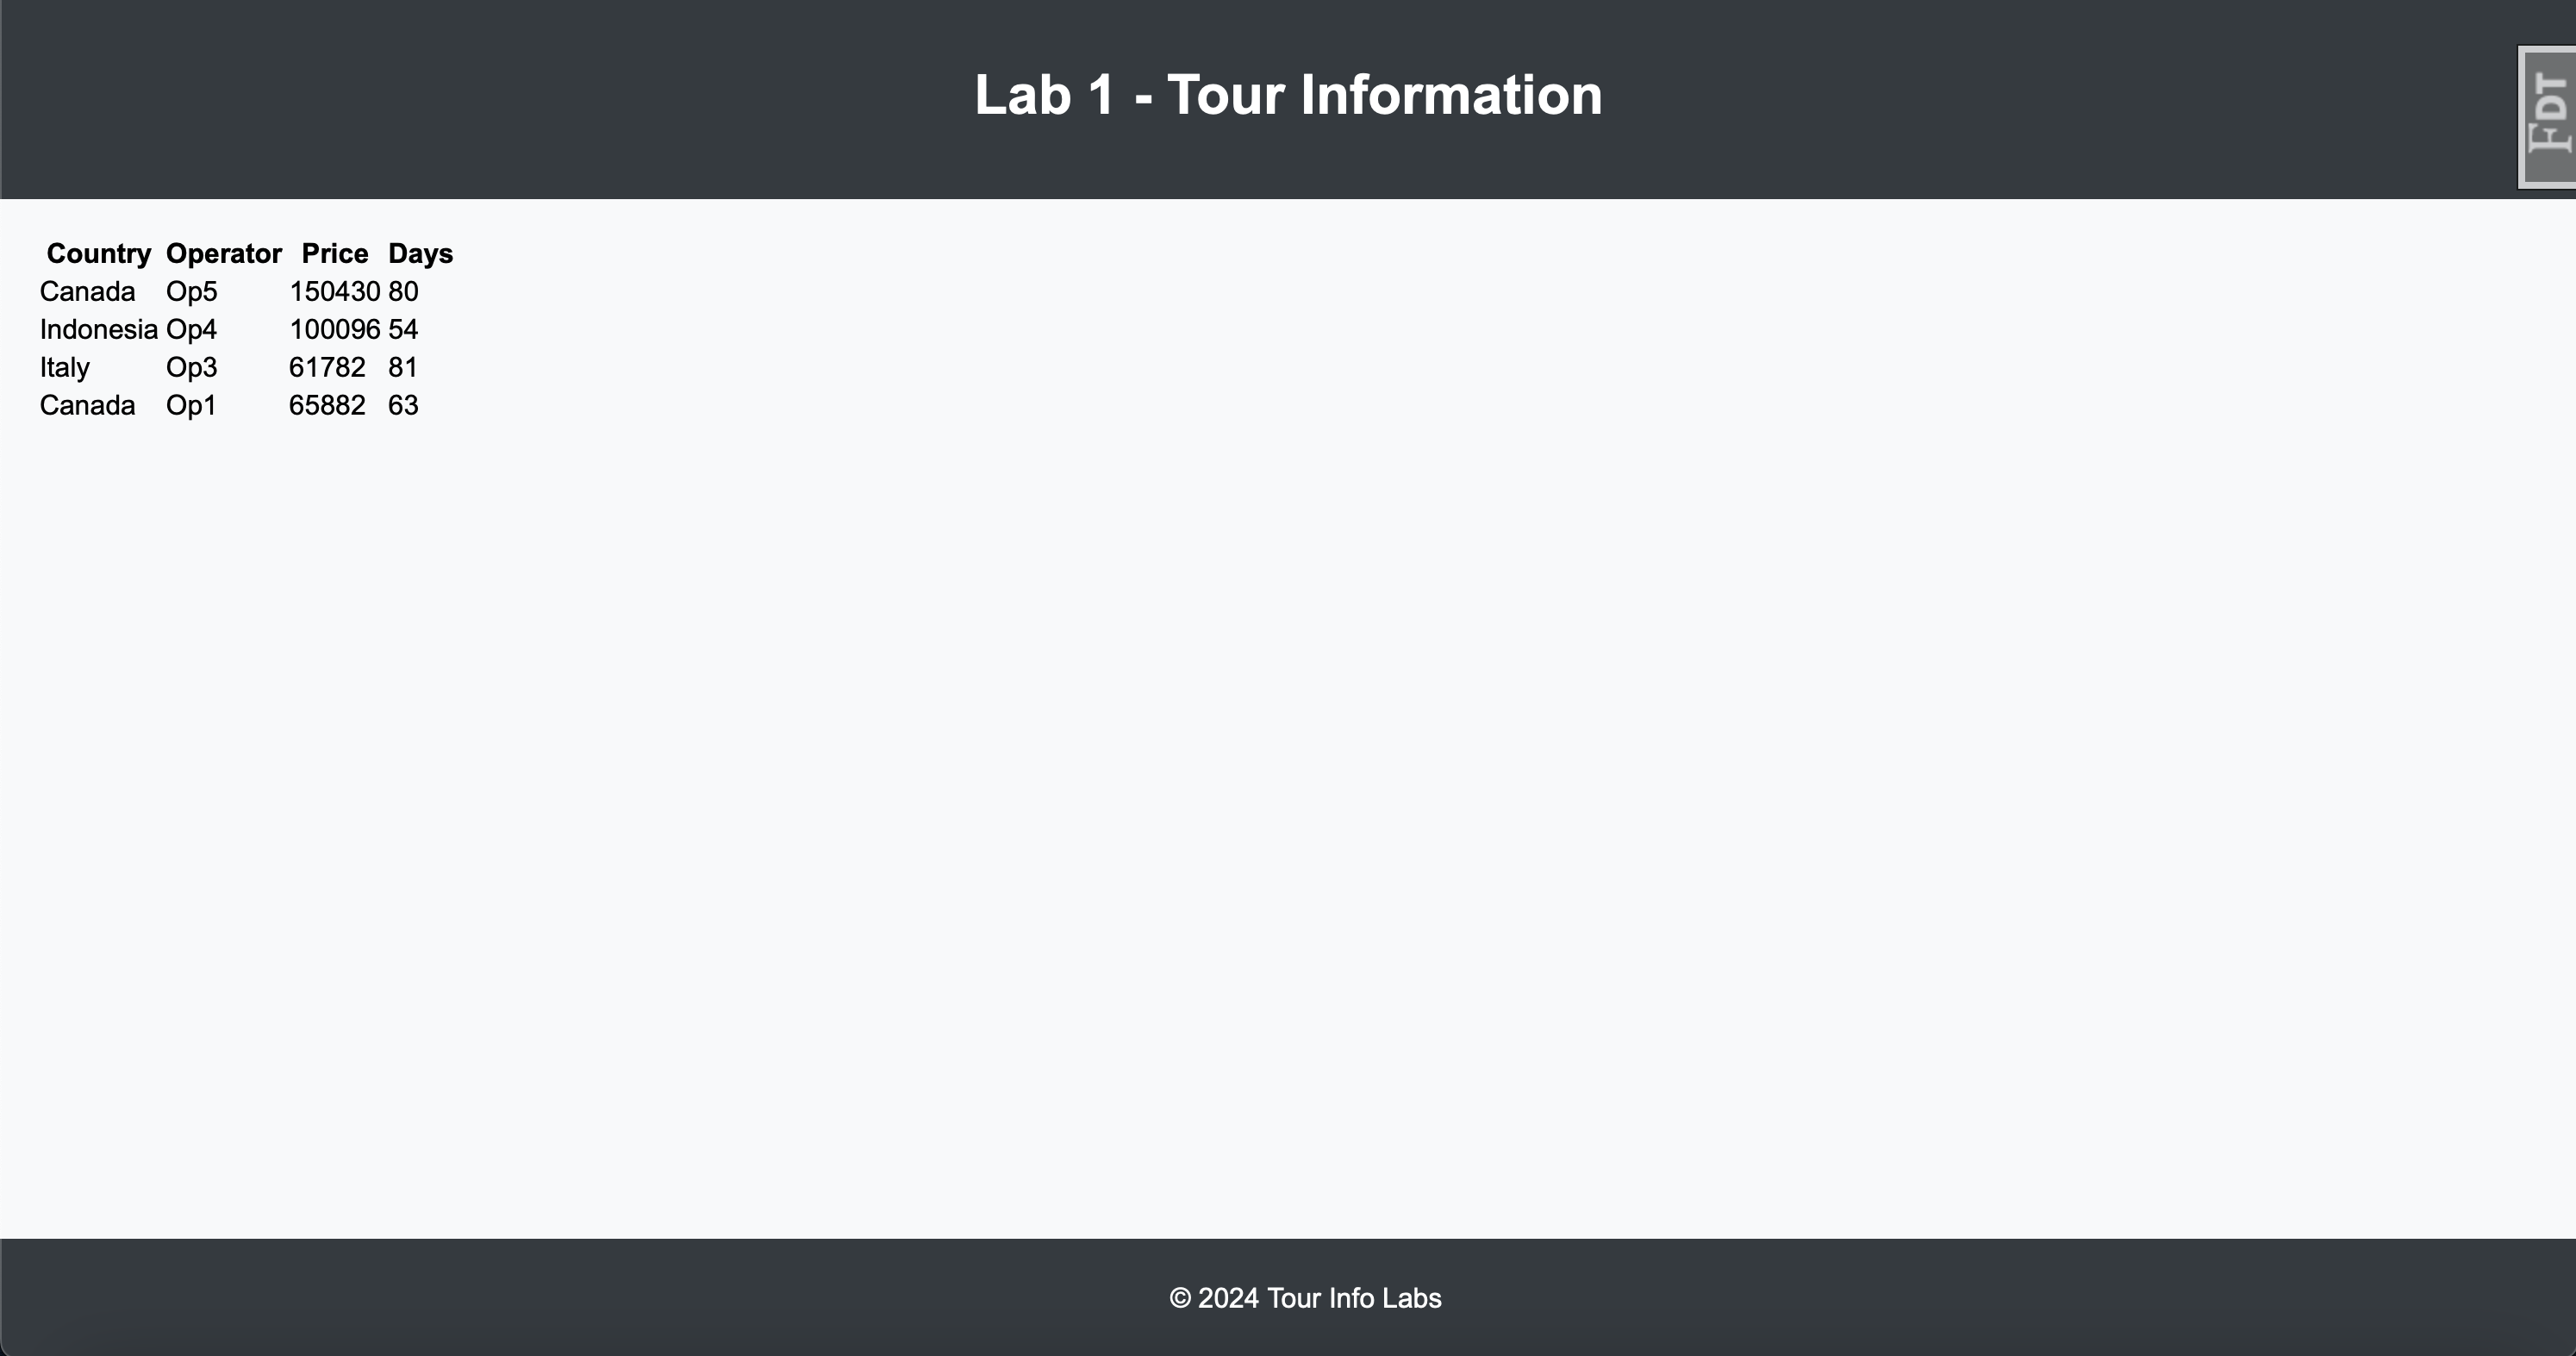 Lab 1 - Tour Information
FDT
Country Operator Price Days
Canada Op5 150430 80
Indonesia Op4 100096 54
Italy Op3 61782 81
Canada Op1 65882 63
© 2024 Tour Info Labs